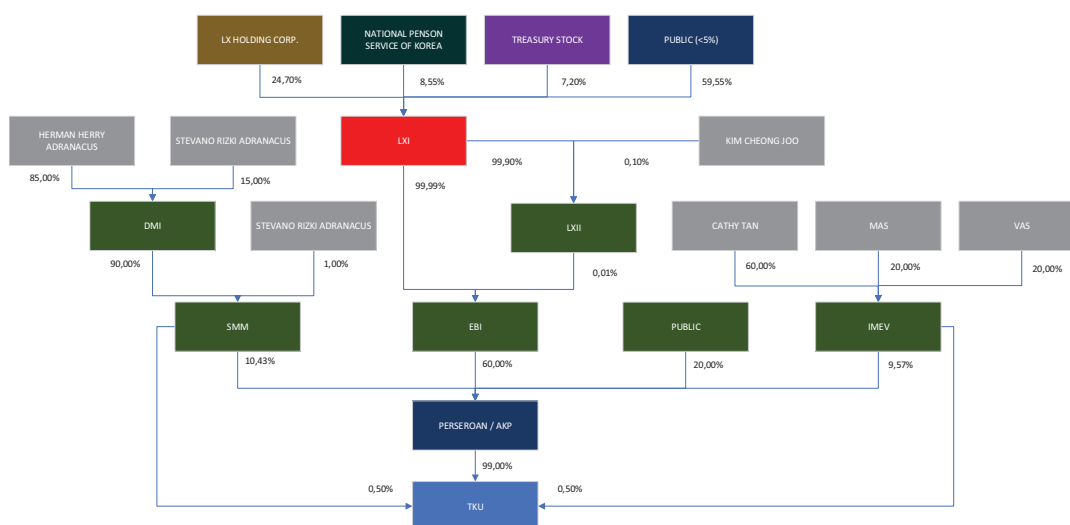 LX HOLDING CORP.
NATIONAL PENSON
SERVICE OF KOREA
TREASURY STOCK
PUBLIC (<5%)
24,70%
8,55%
7,20%
59,55%
HERMAN HERRY
ADRANACUS
STEVANO RIZKI ADRANACUS
LXI
KIM CHEONG JOO
99,90%
0,10%
85,00%
15,00%
99,99%
DMI
STEVANO RIZKI ADRANACUS
LXII
CATHY TAN
MAS
VAS
90,00%
1,00%
0,01%
60,00%
20,00%
20,00%
SMM
EBI
PUBLIC
IMEV
10,43%
60,00%
20,00%
9,57%
PERSEROAN / AKP
99,00%
0,50%
0,50%
TKU